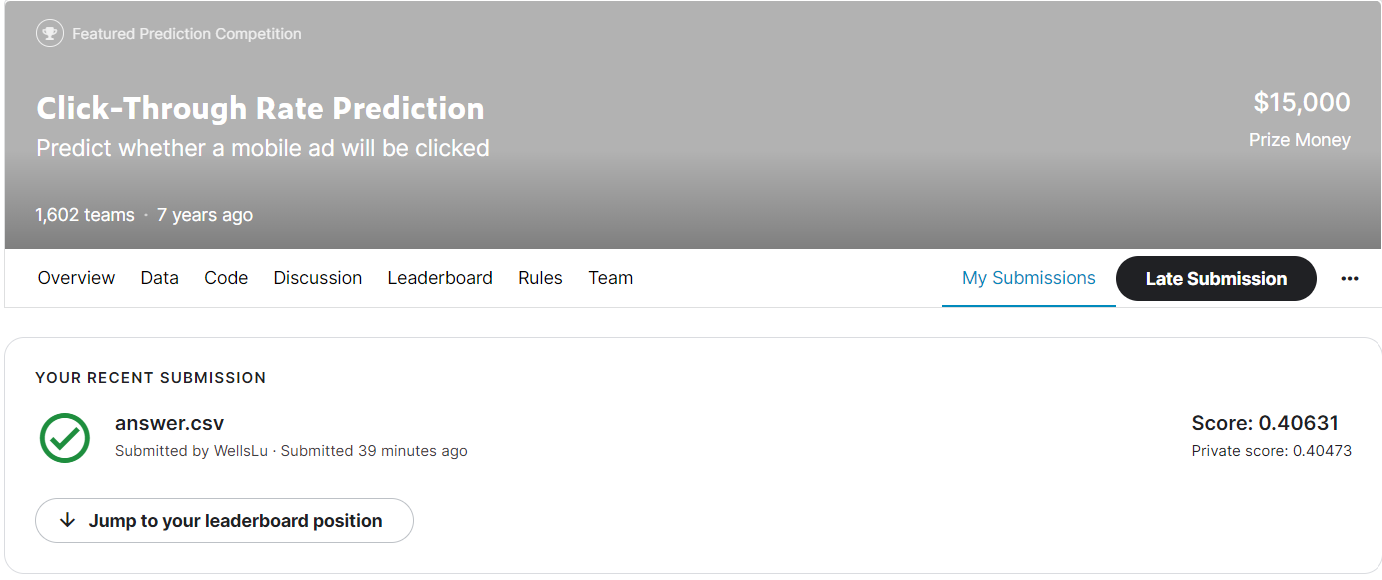 Featured Prediction Competition
Click-Through Rate Prediction
$15,000
Predict whether a mobile ad will be clicked
Prize Money
1,602 teams · 7 years ago
Overview Data Code Discussion Leaderboard Rules Team My Submissions Late Submission ...
YOUR RECENT SUBMISSION
answer.csv
Score: 0.40631
Submitted by WellsLu · Submitted 39 minutes ago
Private score: 0.40473
Jump to your leaderboard position